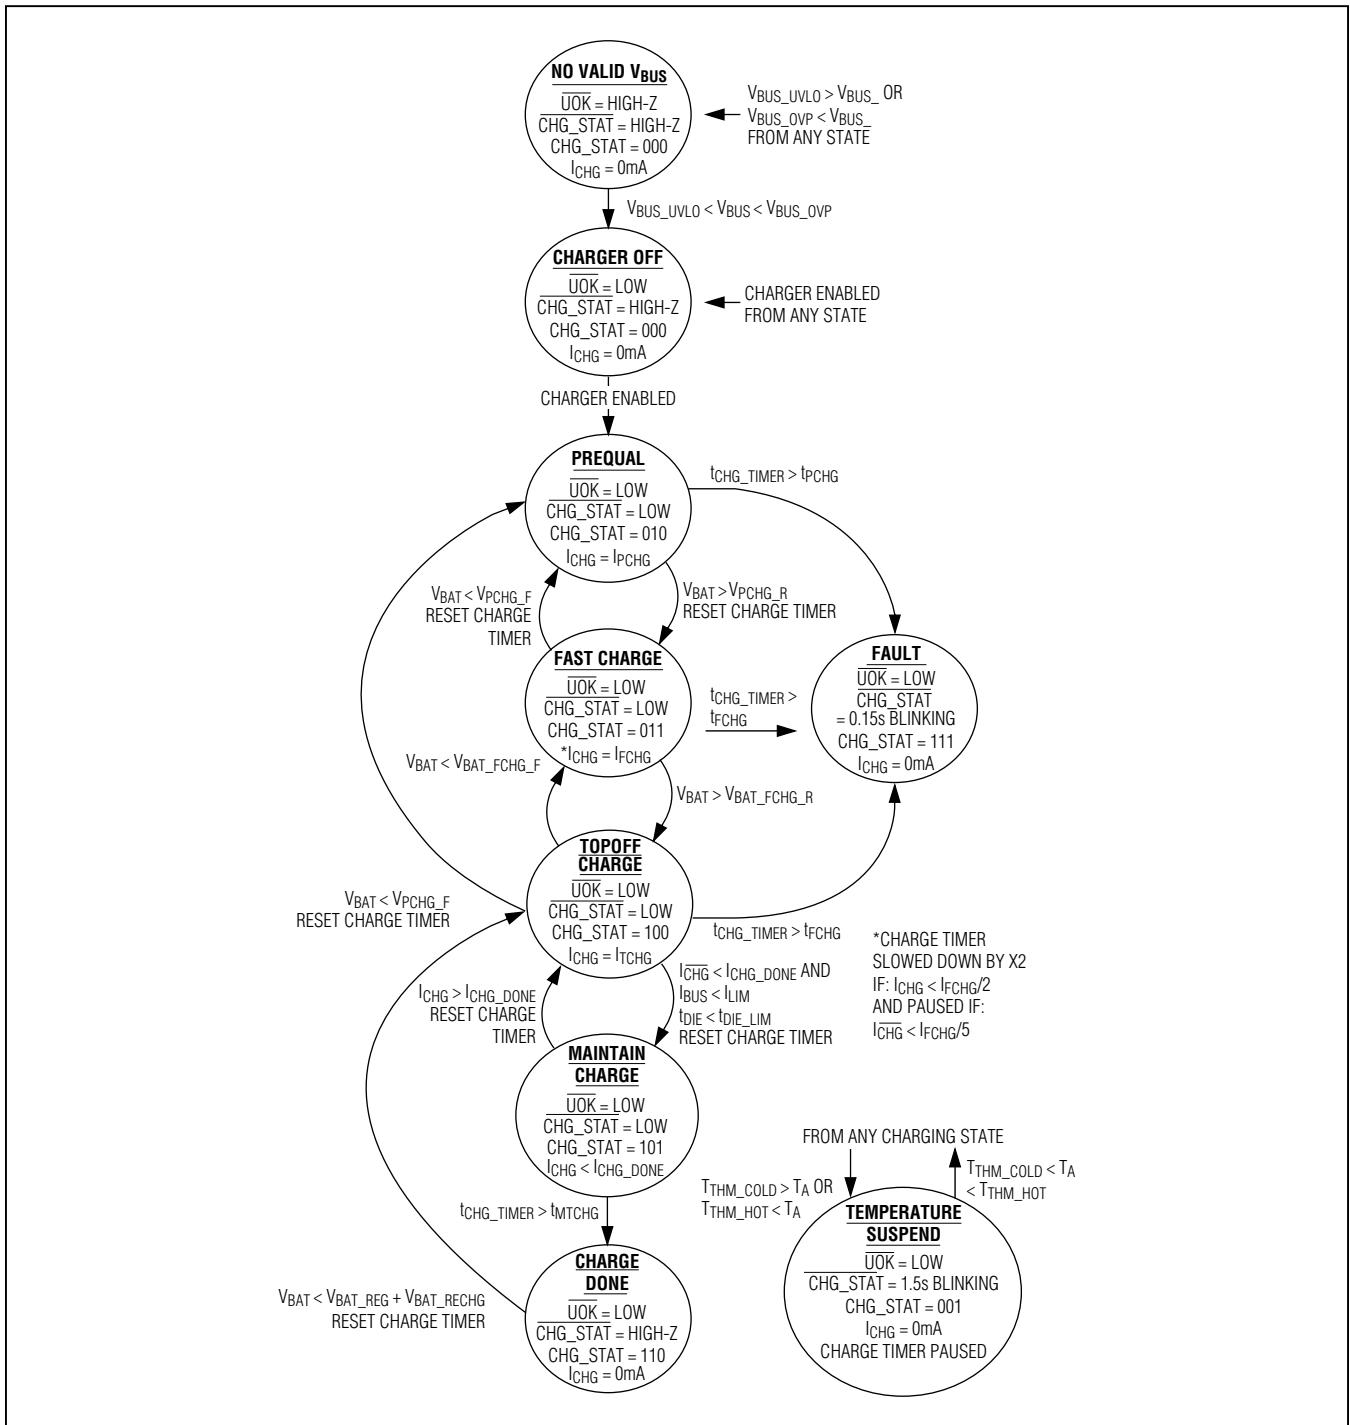 NO VALID VBUS
UOK = HIGH-Z
CHG_STAT = HIGH-Z
CHG_STAT = 000
ICHG = 0mA
VBUS_UVLO > VBUS_ OR
VBUS_OVP < VBUS_
FROM ANY STATE
VBUS_UVLO < VBUS < VBUS_OVP
CHARGER OFF
UOK = LOW
CHG_STAT = HIGH-Z
CHG_STAT = 000
ICHG = 0mA
CHARGER ENABLED
FROM ANY STATE
CHARGER ENABLED
PREQUAL
UOK = LOW
CHG_STAT = LOW
CHG_STAT = 010
ICHG = IPCHG
tCHG_TIMER > tPCHG
VBAT < VPCHG_F
RESET CHARGE
TIMER
VBAT > VPCHG_R
RESET CHARGE TIMER
FAST CHARGE
UOK = LOW
CHG_STAT = LOW
CHG_STAT = 011
*ICHG = IFCHG
tCHG_TIMER >
tFCHG
FAULT
UOK = LOW
CHG_STAT
= 0.15s BLINKING
CHG_STAT = 111
ICHG = 0mA
VBAT < VBAT_FCHG_F
VBAT > VBAT_FCHG_R
TOPOFF
CHARGE
UOK = LOW
CHG_STAT = LOW
CHG_STAT = 100
ICHG = ITCHG
VBAT < VPCHG_F
RESET CHARGE TIMER
tCHG_TIMER > tFCHG
*CHARGE TIMER
SLOWED DOWN BY X2
IF: ICHG < IFCHG/2
AND PAUSED IF:
ICHG < IFCHG/5
ICHG > ICHG_DONE
RESET CHARGE
TIMER
ICHG < ICHG_DONE AND
IBUS < ILIM
tDIE < tDIE_LIM
RESET CHARGE TIMER
MAINTAIN
CHARGE
UOK = LOW
CHG_STAT = LOW
CHG_STAT = 101
ICHG < ICHG_DONE
tCHG_TIMER > tMTCHG
CHARGE
DONE
UOK = LOW
CHG_STAT = HIGH-Z
CHG_STAT = 110
ICHG = 0mA
VBAT < VBAT_REG + VBAT_RECHG
RESET CHARGE TIMER
FROM ANY CHARGING STATE
TTHM_COLD > TA OR
TTHM_HOT < TA
TTHM_COLD < TA
< TTHM_HOT
TEMPERATURE
SUSPEND
UOK = LOW
CHG_STAT = 1.5s BLINKING
CHG_STAT = 001
ICHG = 0mA
CHARGE TIMER PAUSED